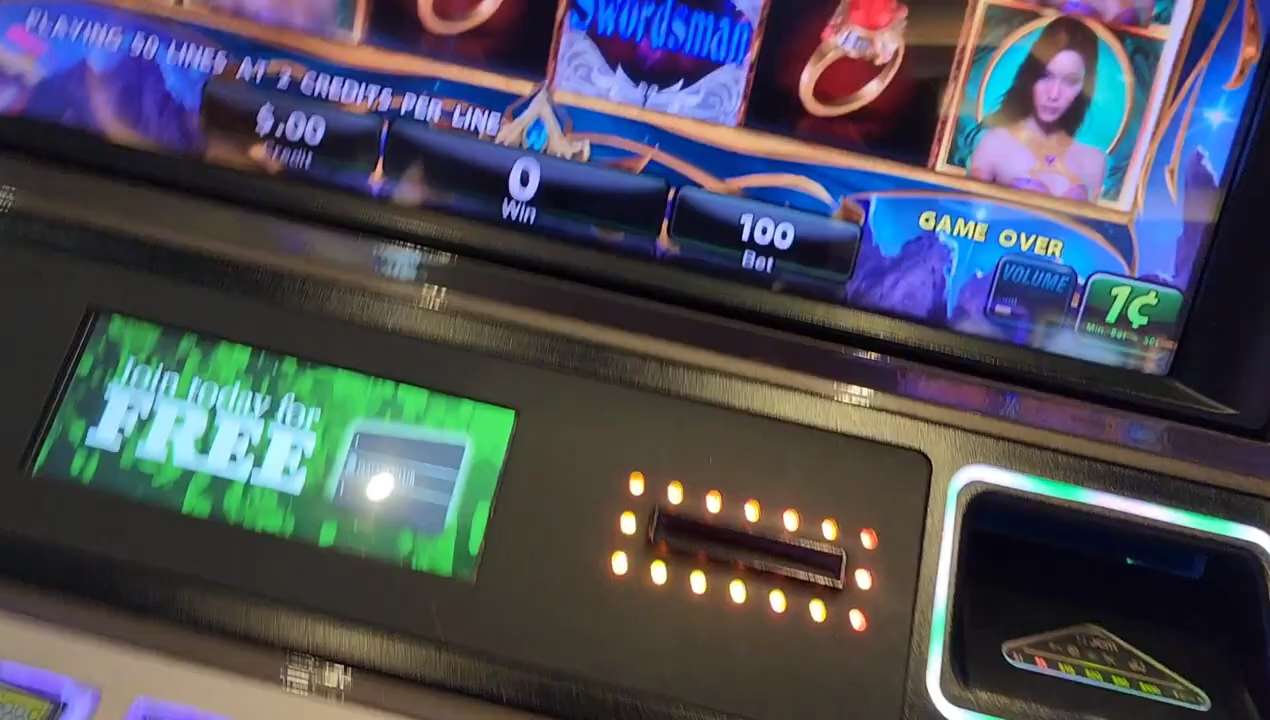 Swordsman
PLAYING 50 LINES AT 2 CREDITS PER LINE
$.00
Credit
0
Win
100
Bet
GAME OVER
VOLUME
1¢
Join today for
FREE